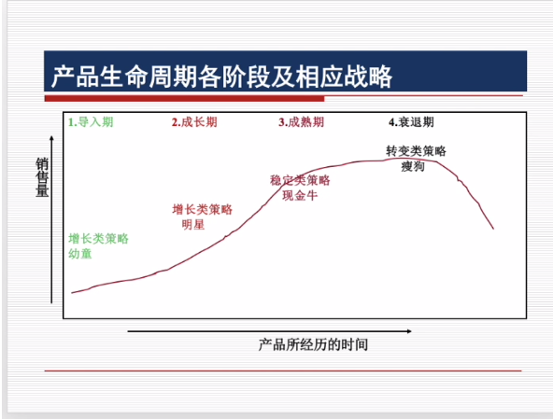 产品生命周期各阶段及相应战略
1.导入期
2.成长期
3.成熟期
4.衰退期
销售量
转变类策略
瘦狗
稳定类策略
现金牛
增长类策略
明星
增长类策略
幼童
产品所经历的时间